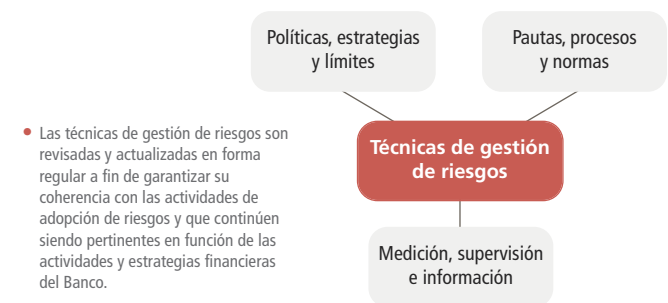 Políticas, estrategias
y límites
Pautas, procesos
y normas
• Las técnicas de gestión de riesgos son
revisadas y actualizadas en forma
regular a fin de garantizar su
coherencia con las actividades de
adopción de riesgos y que continúen
siendo pertinentes en función de las
actividades y estrategias financieras
del Banco.
Técnicas de gestión
de riesgos
Medición, supervisión
e información